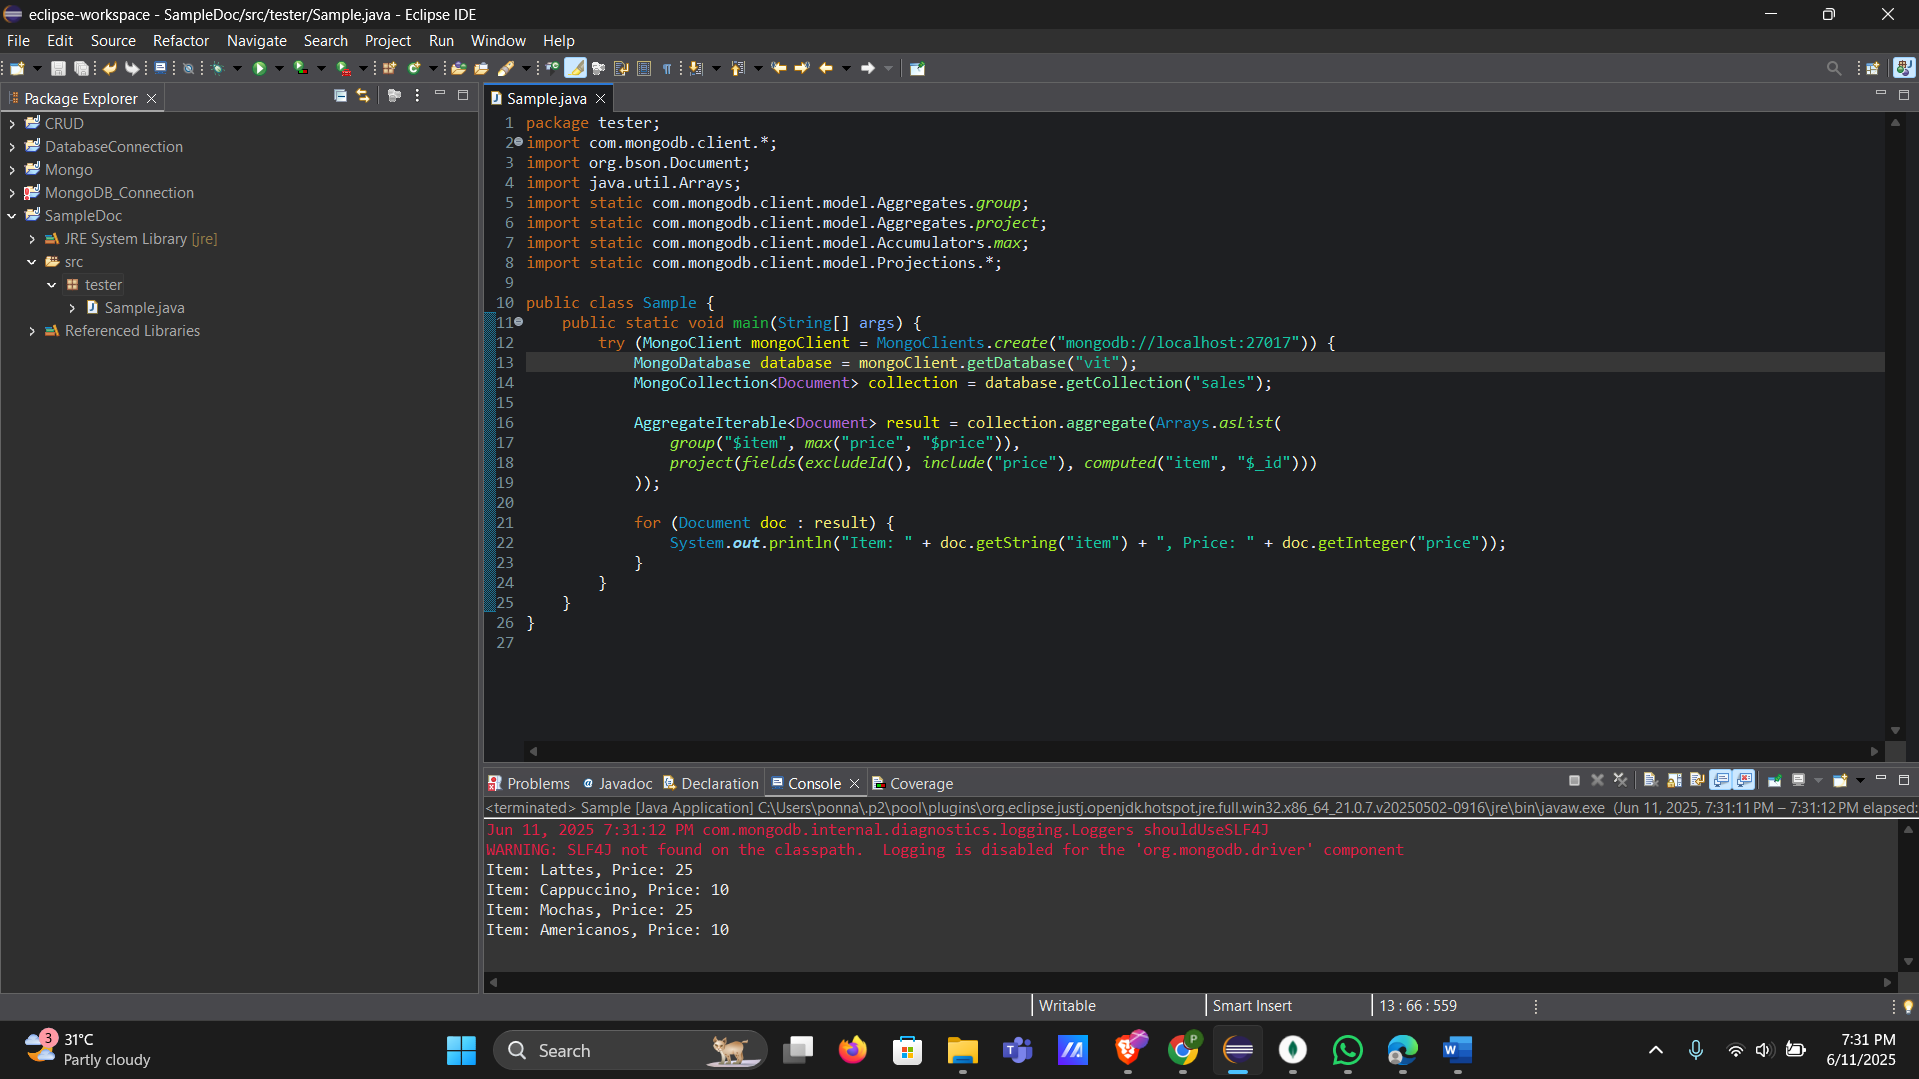 eclipse-workspace - SampleDoc/src/tester/Sample.java - Eclipse IDE
File Edit Source Refactor Navigate Search Project Run Window Help
Package Explorer
CRUD
DatabaseConnection
Mongo
MongoDB_Connection
SampleDoc
JRE System Library [jre]
src
tester
Sample.java
Referenced Libraries
Sample.java
1 package tester;
2 import com.mongodb.client.*;
3 import org.bson.Document;
4 import java.util.Arrays;
5 import static com.mongodb.client.model.Aggregates.group;
6 import static com.mongodb.client.model.Aggregates.project;
7 import static com.mongodb.client.model.Accumulators.max;
8 import static com.mongodb.client.model.Projections.*;
9
10 public class Sample {
11     public static void main(String[] args) {
12         try (MongoClient mongoClient = MongoClients.create("mongodb://localhost:27017")) {
13             MongoDatabase database = mongoClient.getDatabase("vit");
14             MongoCollection<Document> collection = database.getCollection("sales");
15
16             AggregateIterable<Document> result = collection.aggregate(Arrays.asList(
17                 group("$item", max("price", "$price")),
18                 project(fields(excludeId(), include("price"), computed("item", "$_id")))
19             ));
20
21             for (Document doc : result) {
22                 System.out.println("Item: " + doc.getString("item") + ", Price: " + doc.getInteger("price"));
23             }
24         }
25     }
26 }
27
Problems @ Javadoc Declaration Console Coverage
<terminated> Sample [Java Application] C:\Users\ponna\.p2\pool\plugins\org.eclipse.justj.openjdk.hotspot.jre.full.win32.x86_64_21.0.7.v20250502-0916\jre\bin\javaw.exe (Jun 11, 2025, 7:31:11 PM – 7:31:12 PM elapsed:
Jun 11, 2025 7:31:12 PM com.mongodb.internal.diagnostics.logging.Loggers shouldUseSLF4J
WARNING: SLF4J not found on the classpath.  Logging is disabled for the 'org.mongodb.driver' component
Item: Lattes, Price: 25
Item: Cappuccino, Price: 10
Item: Mochas, Price: 25
Item: Americanos, Price: 10
Writable Smart Insert 13 : 66 : 559
3
31°C
Partly cloudy
Search
P
7:31 PM
6/11/2025